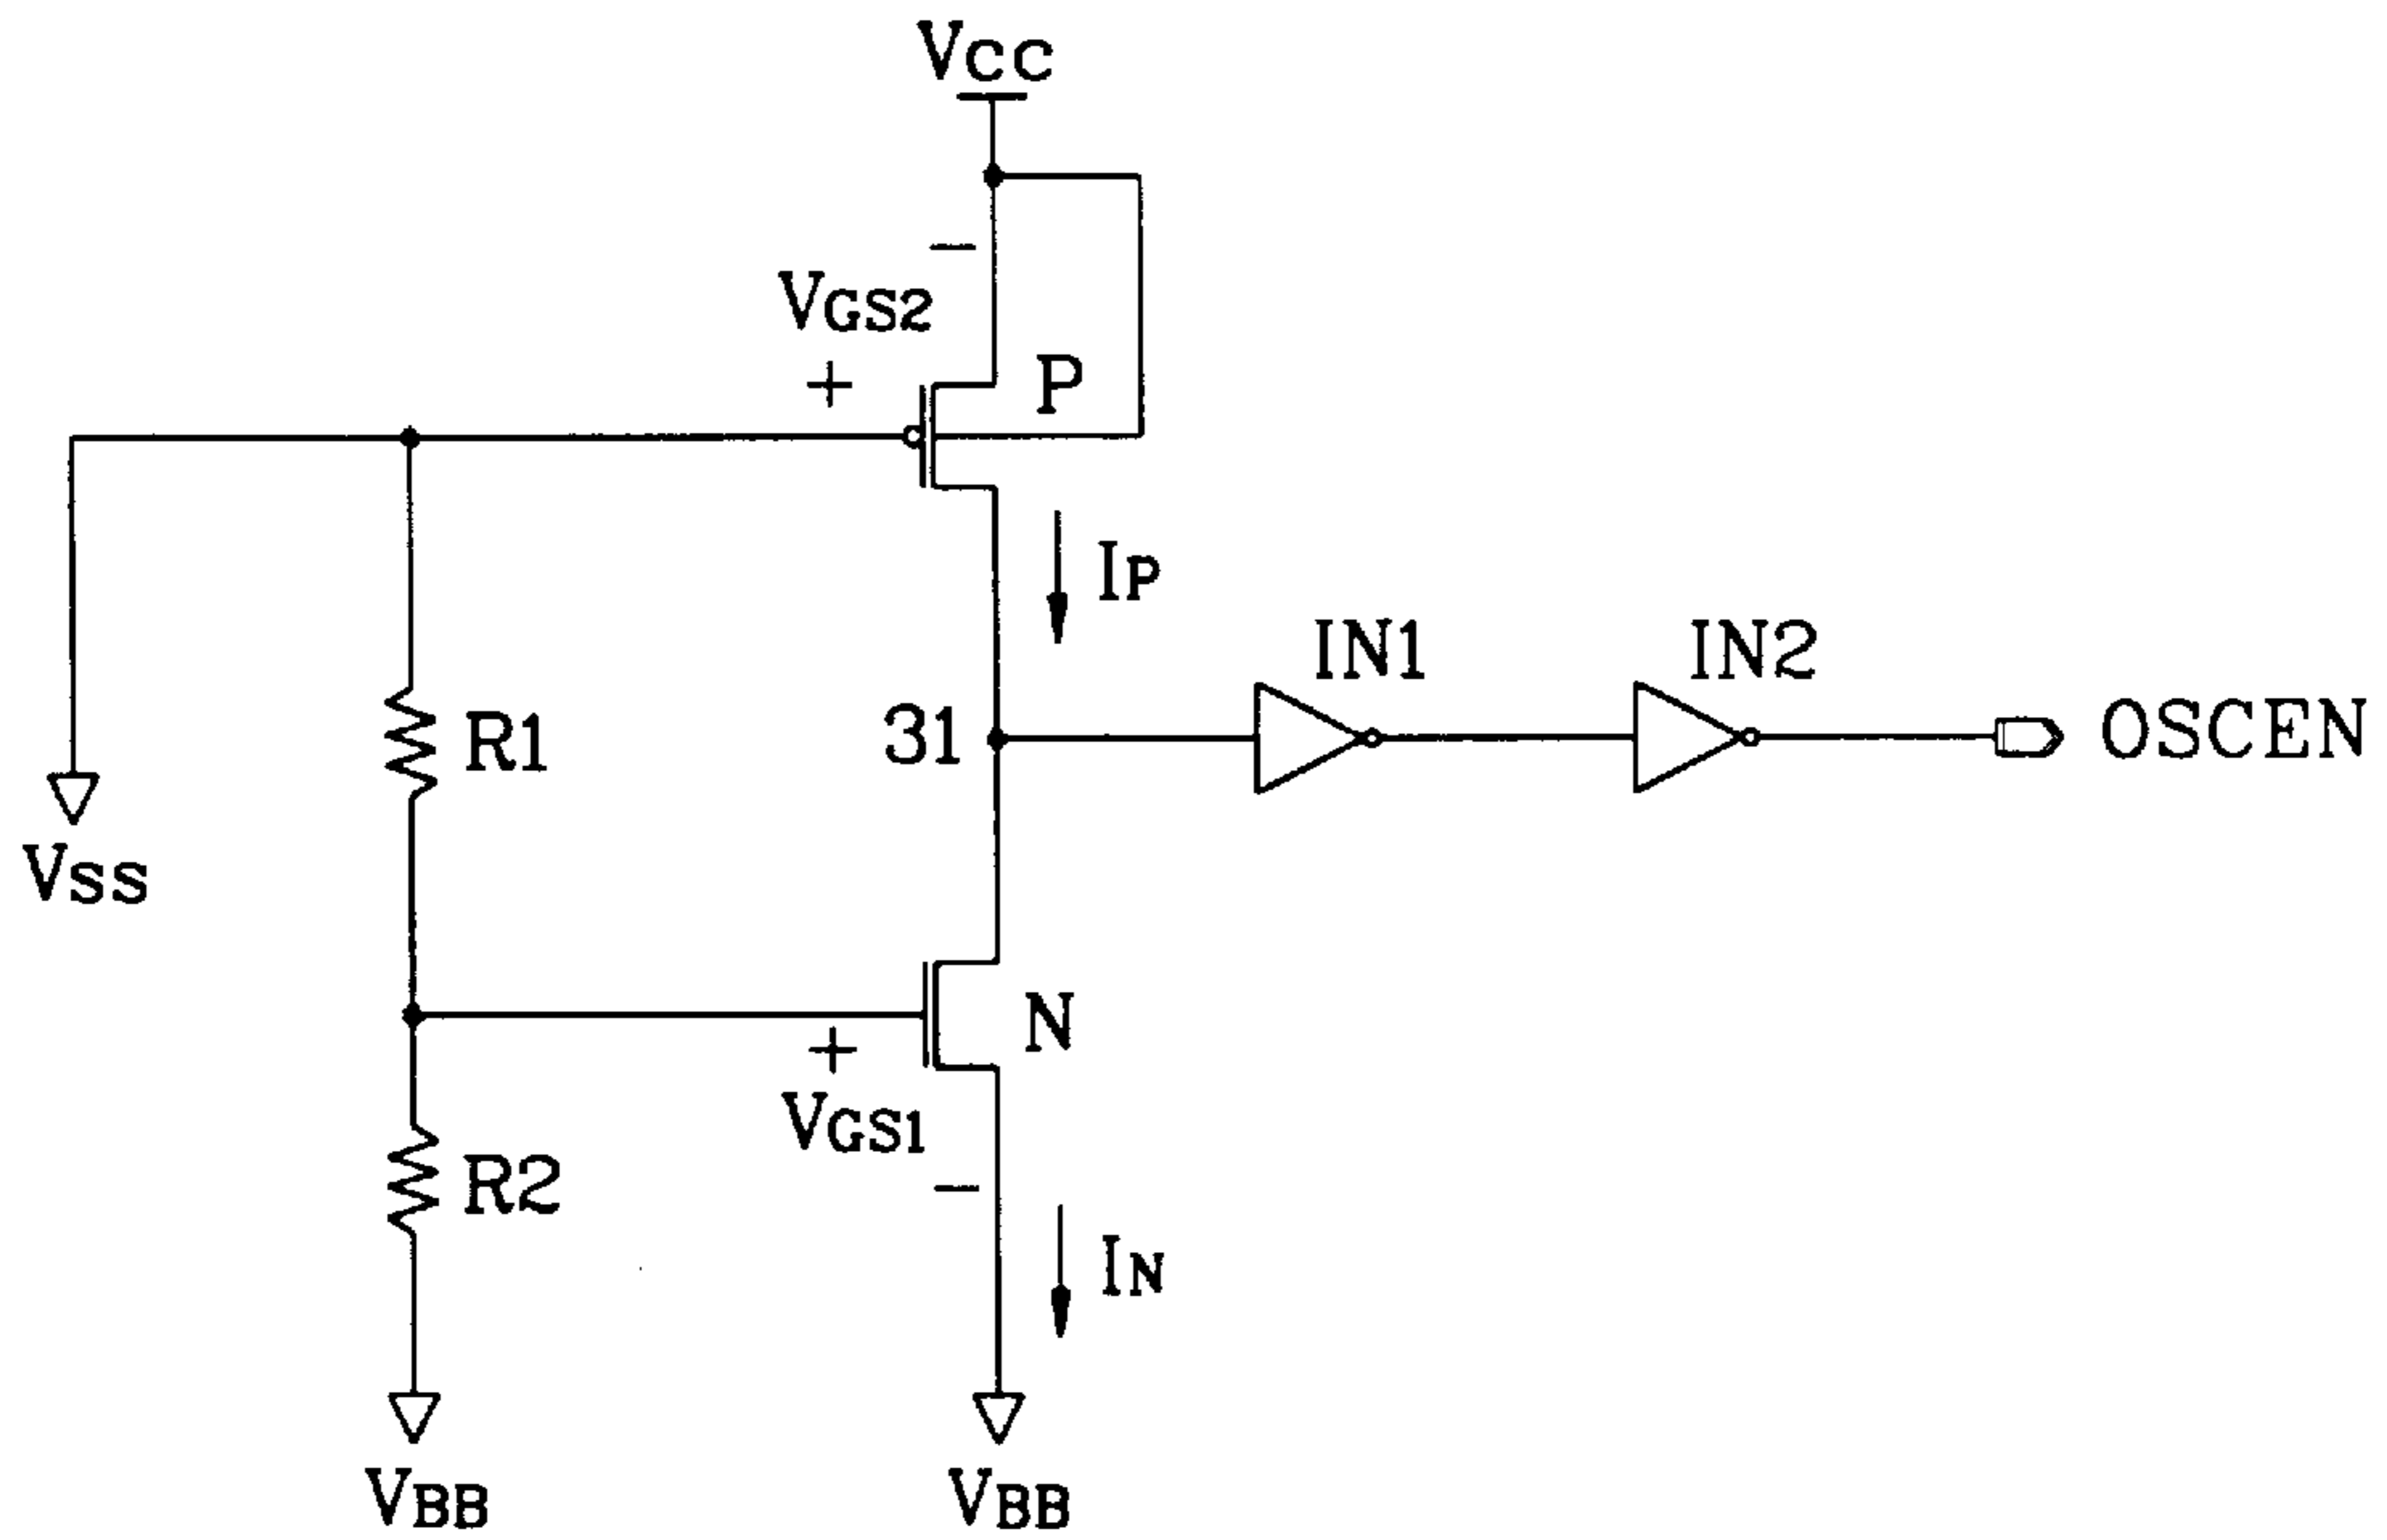 VCC
−
VGS2
+
P
IP
IN1
IN2
31
OSCEN
R1
VSS
N
+
VGS1
−
R2
IN
VBB
VBB